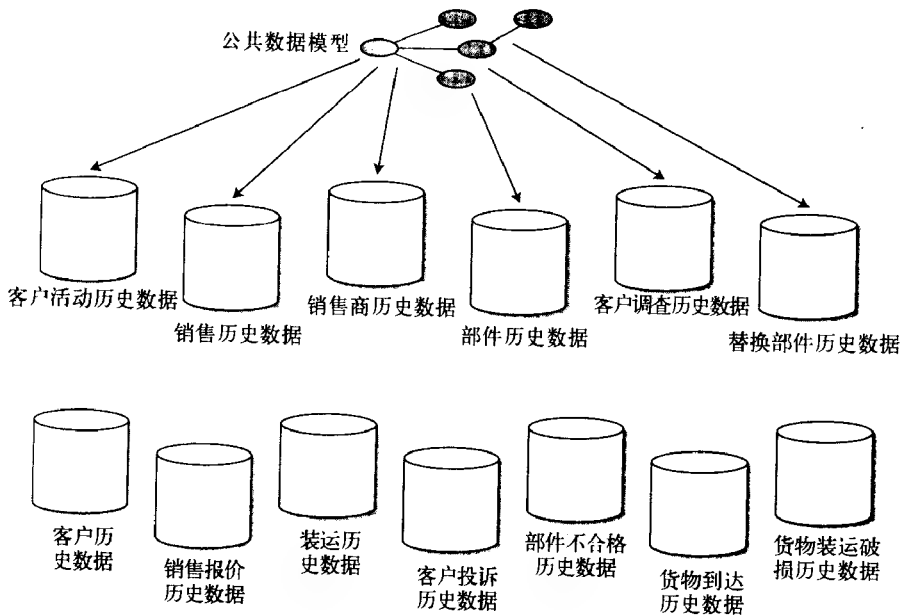 公共数据模型
客户活动历史数据
销售历史数据
销售商历史数据
部件历史数据
客户调查历史数据
替换部件历史数据
客户历
史数据
销售报价
历史数据
装运历
史数据
客户投诉
历史数据
部件不合格
历史数据
货物到达
历史数据
货物装运破
损历史数据